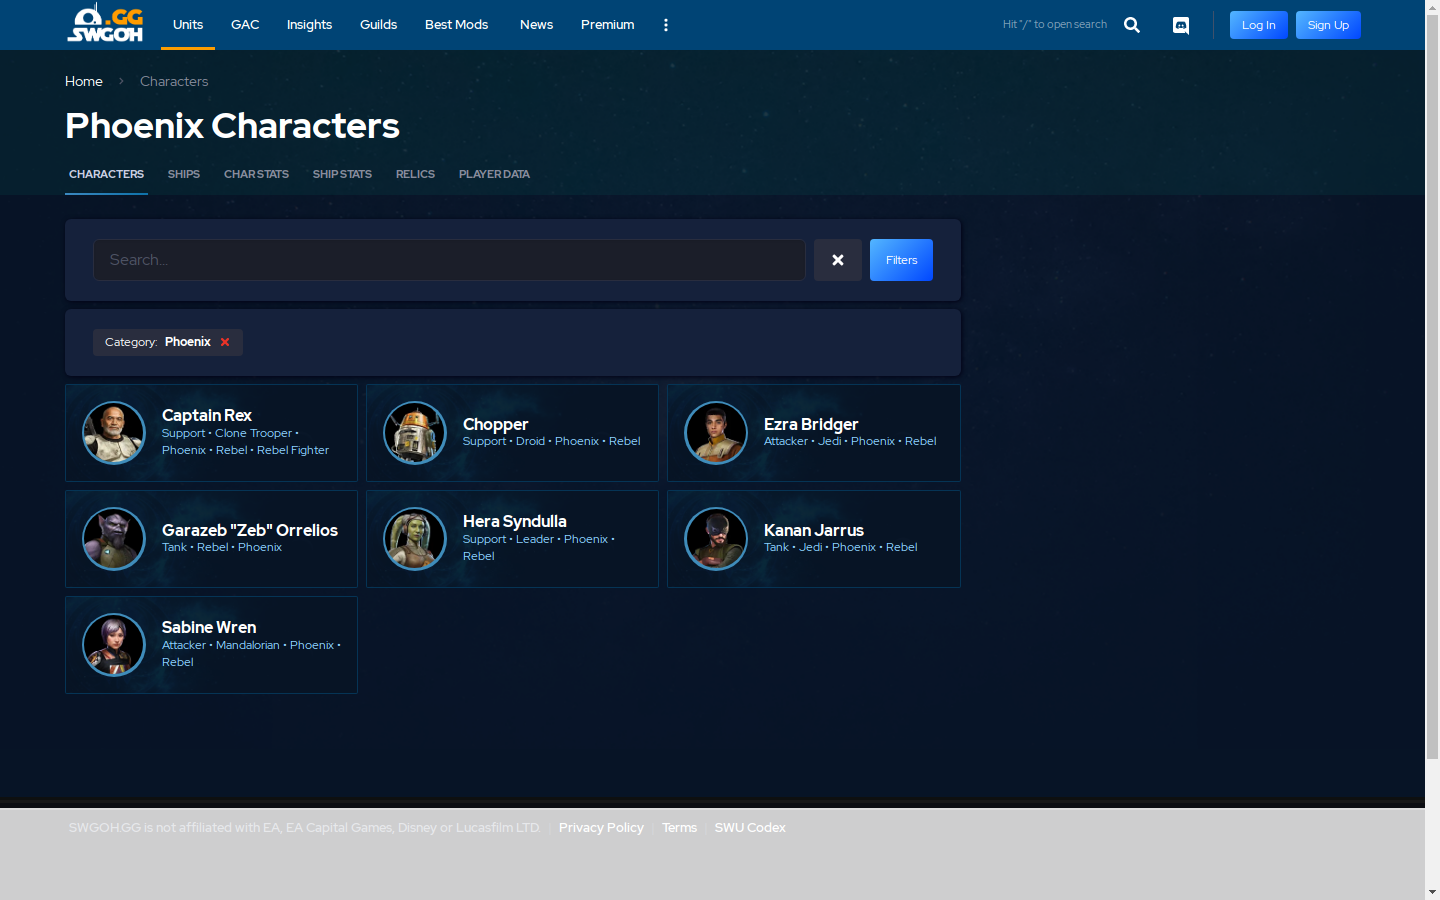 .GG
SWGOH
Units
GAC
Insights
Guilds
Best Mods
News
Premium
Hit "/" to open search
Log In
Sign Up
Home
Characters
Phoenix Characters
CHARACTERS
SHIPS
CHAR STATS
SHIP STATS
RELICS
PLAYER DATA
Search...
Filters
Category: Phoenix
Captain Rex
Support • Clone Trooper •
Phoenix • Rebel • Rebel Fighter
Chopper
Support • Droid • Phoenix • Rebel
Ezra Bridger
Attacker • Jedi • Phoenix • Rebel
Garazeb "Zeb" Orrelios
Tank • Rebel • Phoenix
Hera Syndulla
Support • Leader • Phoenix •
Rebel
Kanan Jarrus
Tank • Jedi • Phoenix • Rebel
Sabine Wren
Attacker • Mandalorian • Phoenix •
Rebel
SWGOH.GG is not affiliated with EA, EA Capital Games, Disney or Lucasfilm LTD. | Privacy Policy | Terms | SWU Codex